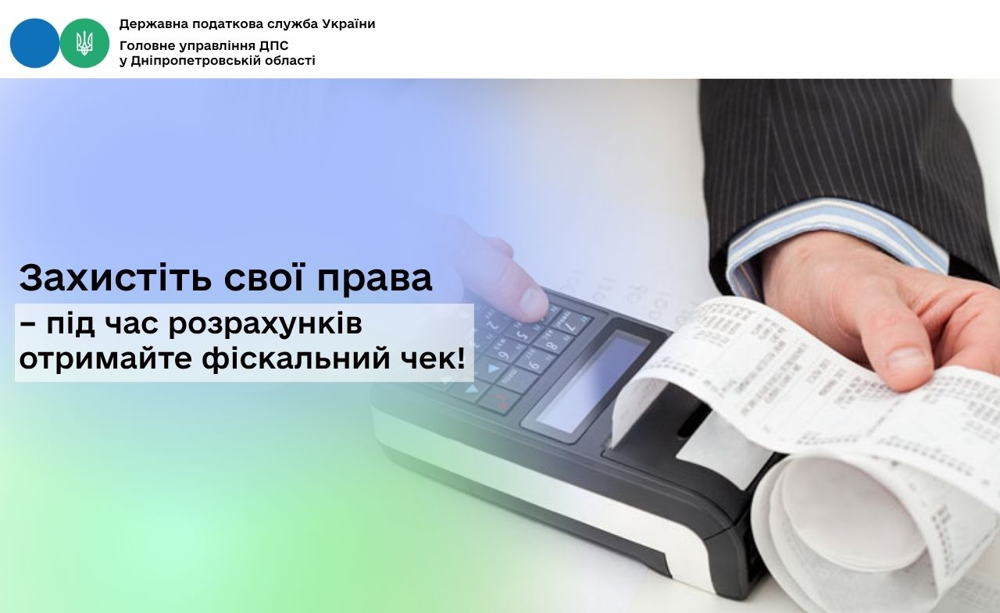 Державна податкова служба України
Головне управління ДПС
у Дніпропетровській області
Захистіть свої права
– під час розрахунків
отримайте фіскальний чек!